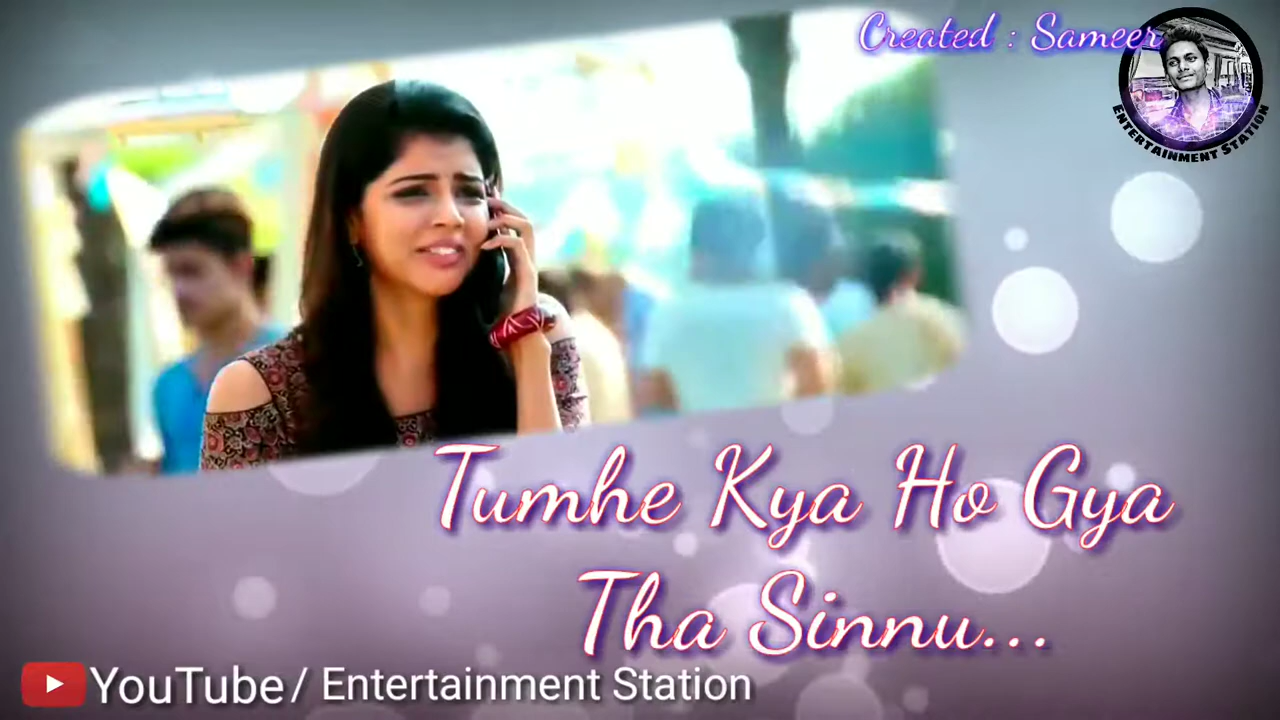 Created : Sameer
ENTERTAINMENT STATION
Tumhe Kya Ho Gya
Tha Sinnu...
YouTube / Entertainment Station